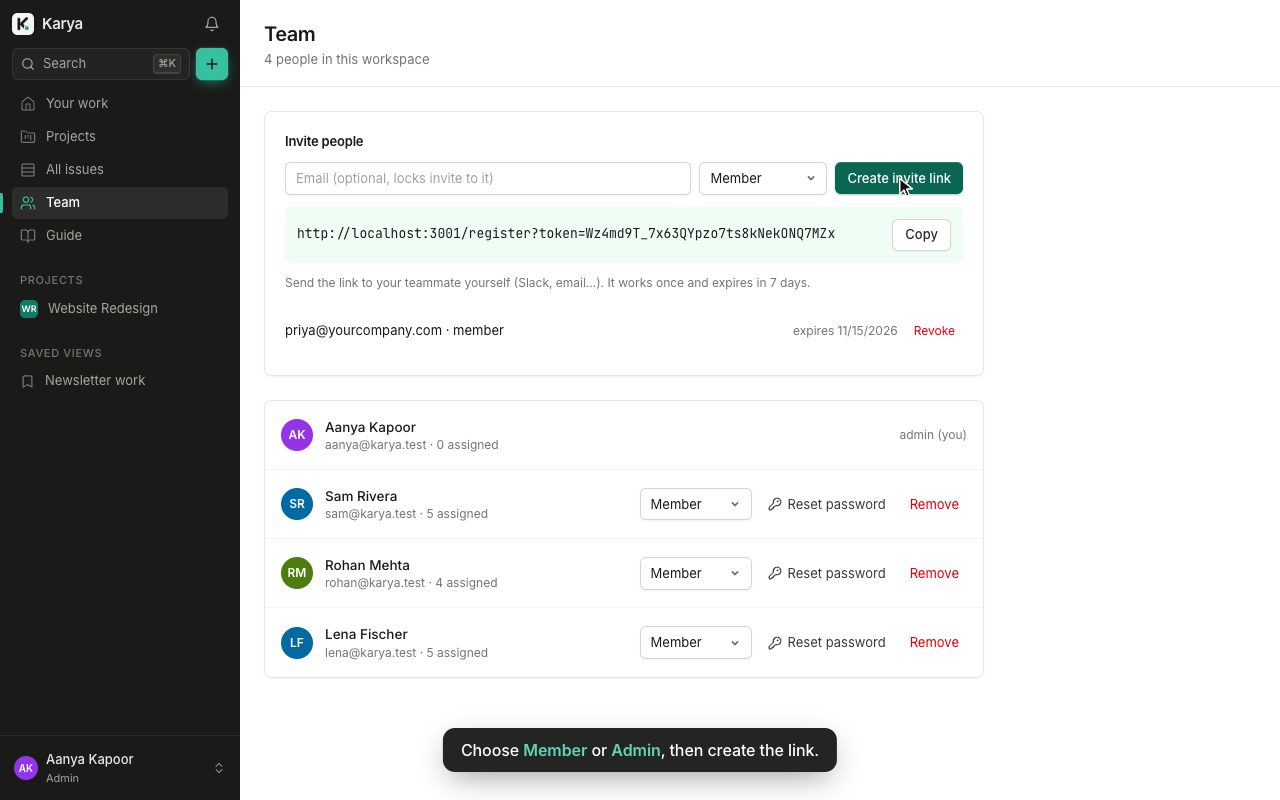 Karya
Search ⌘K
Your work
Projects
All issues
Team
Guide
PROJECTS
WR Website Redesign
SAVED VIEWS
Newsletter work
AK Aanya Kapoor
Admin
Team
4 people in this workspace
Invite people
Email (optional, locks invite to it) Member Create invite link
http://localhost:3001/register?token=Wz4md9T_7x63QYpzo7ts8kNekONQ7MZx Copy
Send the link to your teammate yourself (Slack, email...). It works once and expires in 7 days.
priya@yourcompany.com · member expires 11/15/2026 Revoke
AK Aanya Kapoor
aanya@karya.test · 0 assigned admin (you)
SR Sam Rivera
sam@karya.test · 5 assigned Member Reset password Remove
RM Rohan Mehta
rohan@karya.test · 4 assigned Member Reset password Remove
LF Lena Fischer
lena@karya.test · 5 assigned Member Reset password Remove
Choose Member or Admin, then create the link.